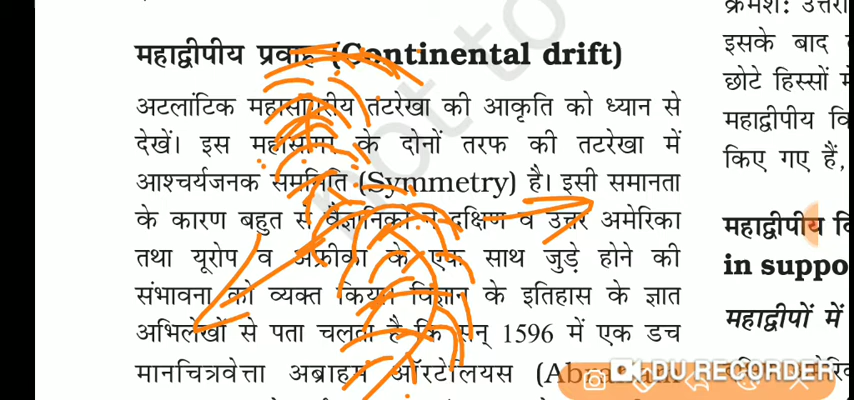 महाद्वीपीय प्रवाह (Continental drift)
अटलांटिक महासागरीय तटरेखा की आकृति को ध्यान से
देखें। इस महासागर के दोनों तरफ की तटरेखा में
आश्चर्यजनक सममिति (Symmetry) है। इसी समानता
के कारण बहुत से वैज्ञानिकों ने दक्षिण व उत्तर अमेरिका
तथा यूरोप व अफ्रीका के एक साथ जुड़े होने की
संभावना को व्यक्त किया। विज्ञान के इतिहास के ज्ञात
अभिलेखों से पता चलता है कि सन् 1596 में एक डच
मानचित्रवेत्ता अब्राहम ऑरटेलियस (Abraham
क्रमश: उत्तरी
इसके बाद
छोटे हिस्सों में
महाद्वीपीय
किए गए हैं,
महाद्वीपीय
in suppo
महाद्वीपों में
DU RECORDER
not to